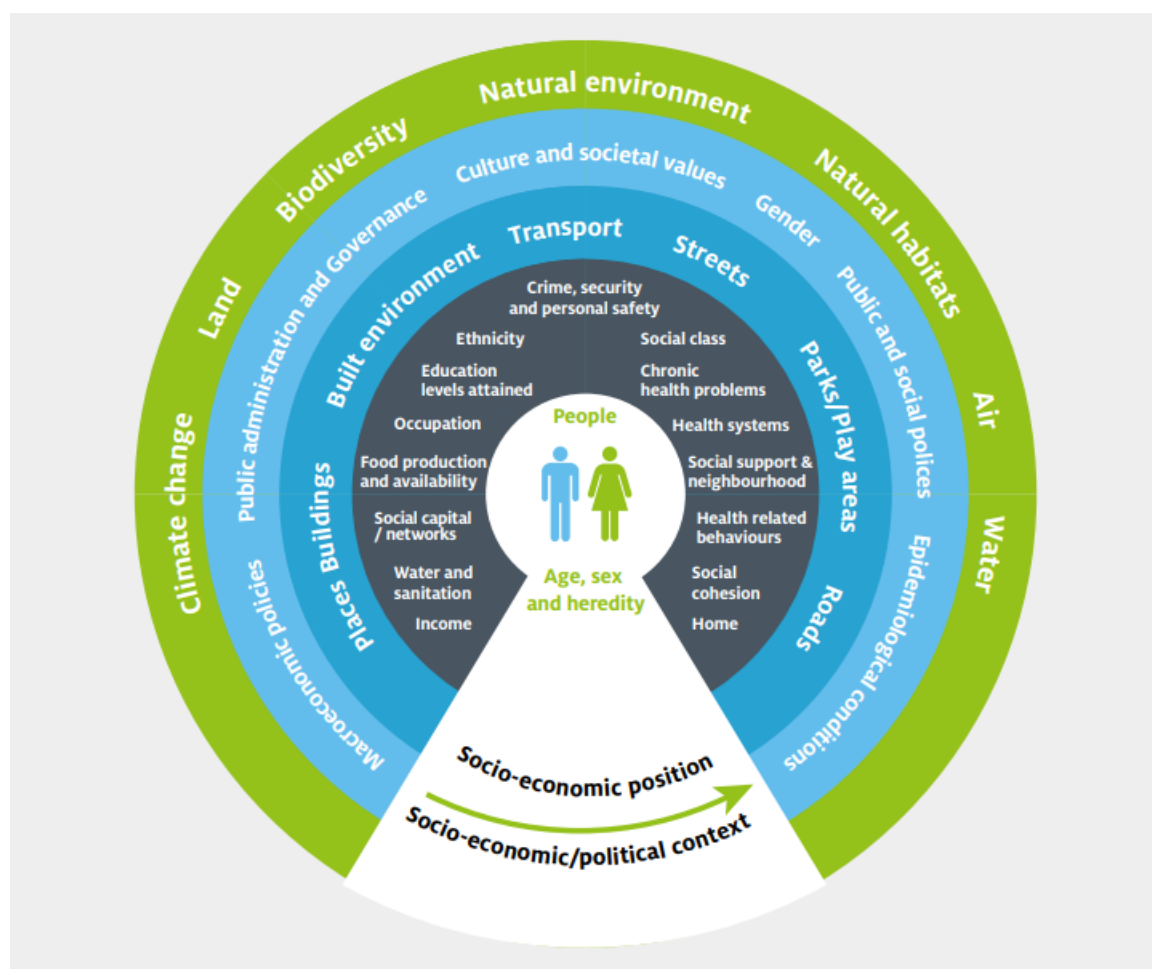 Natural environment
Biodiversity
Natural habitats
Land
Air
Climate change
Water
Culture and societal values
Public administration and Governance
Gender
Public and social polices
Macroeconomic policies
Epidemiological conditions
Transport
Built environment
Streets
Parks/Play areas
Buildings
Places
Roads
Crime, security
and personal safety
Ethnicity
Social class
Education
levels attained
Chronic
health problems
Occupation
Health systems
Food production
and availability
Social support &
neighbourhood
Social capital
/ networks
Health related
behaviours
Water and
sanitation
Social
cohesion
Income
Home
People
Age, sex
and heredity
Socio-economic position
Socio-economic/political context